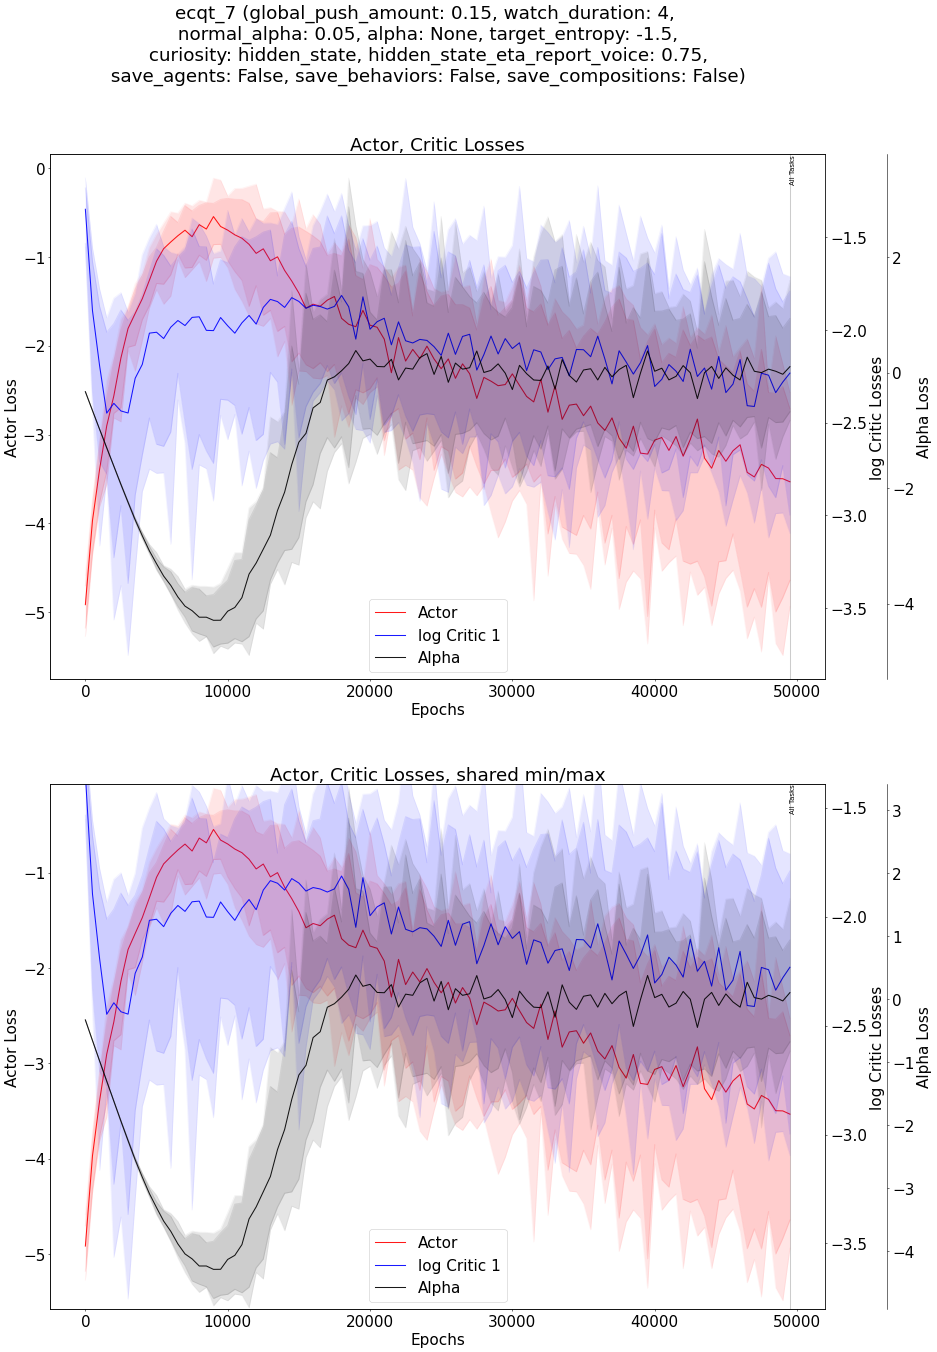 ecqt_7 (global_push_amount: 0.15, watch_duration: 4,
normal_alpha: 0.05, alpha: None, target_entropy: -1.5,
curiosity: hidden_state, hidden_state_eta_report_voice: 0.75,
save_agents: False, save_behaviors: False, save_compositions: False)
Actor, Critic Losses
All Tasks
0
−1
−2
−3
−4
−5
Actor Loss
−1.5
−2.0
−2.5
−3.0
−3.5
log Critic Losses
2
0
−2
−4
Alpha Loss
Actor
log Critic 1
Alpha
0
10000
20000
30000
40000
50000
Epochs
Actor, Critic Losses, shared min/max
All Tasks
−1
−2
−3
−4
−5
Actor Loss
−1.5
−2.0
−2.5
−3.0
−3.5
log Critic Losses
3
2
1
0
−1
−2
−3
−4
Alpha Loss
Actor
log Critic 1
Alpha
0
10000
20000
30000
40000
50000
Epochs